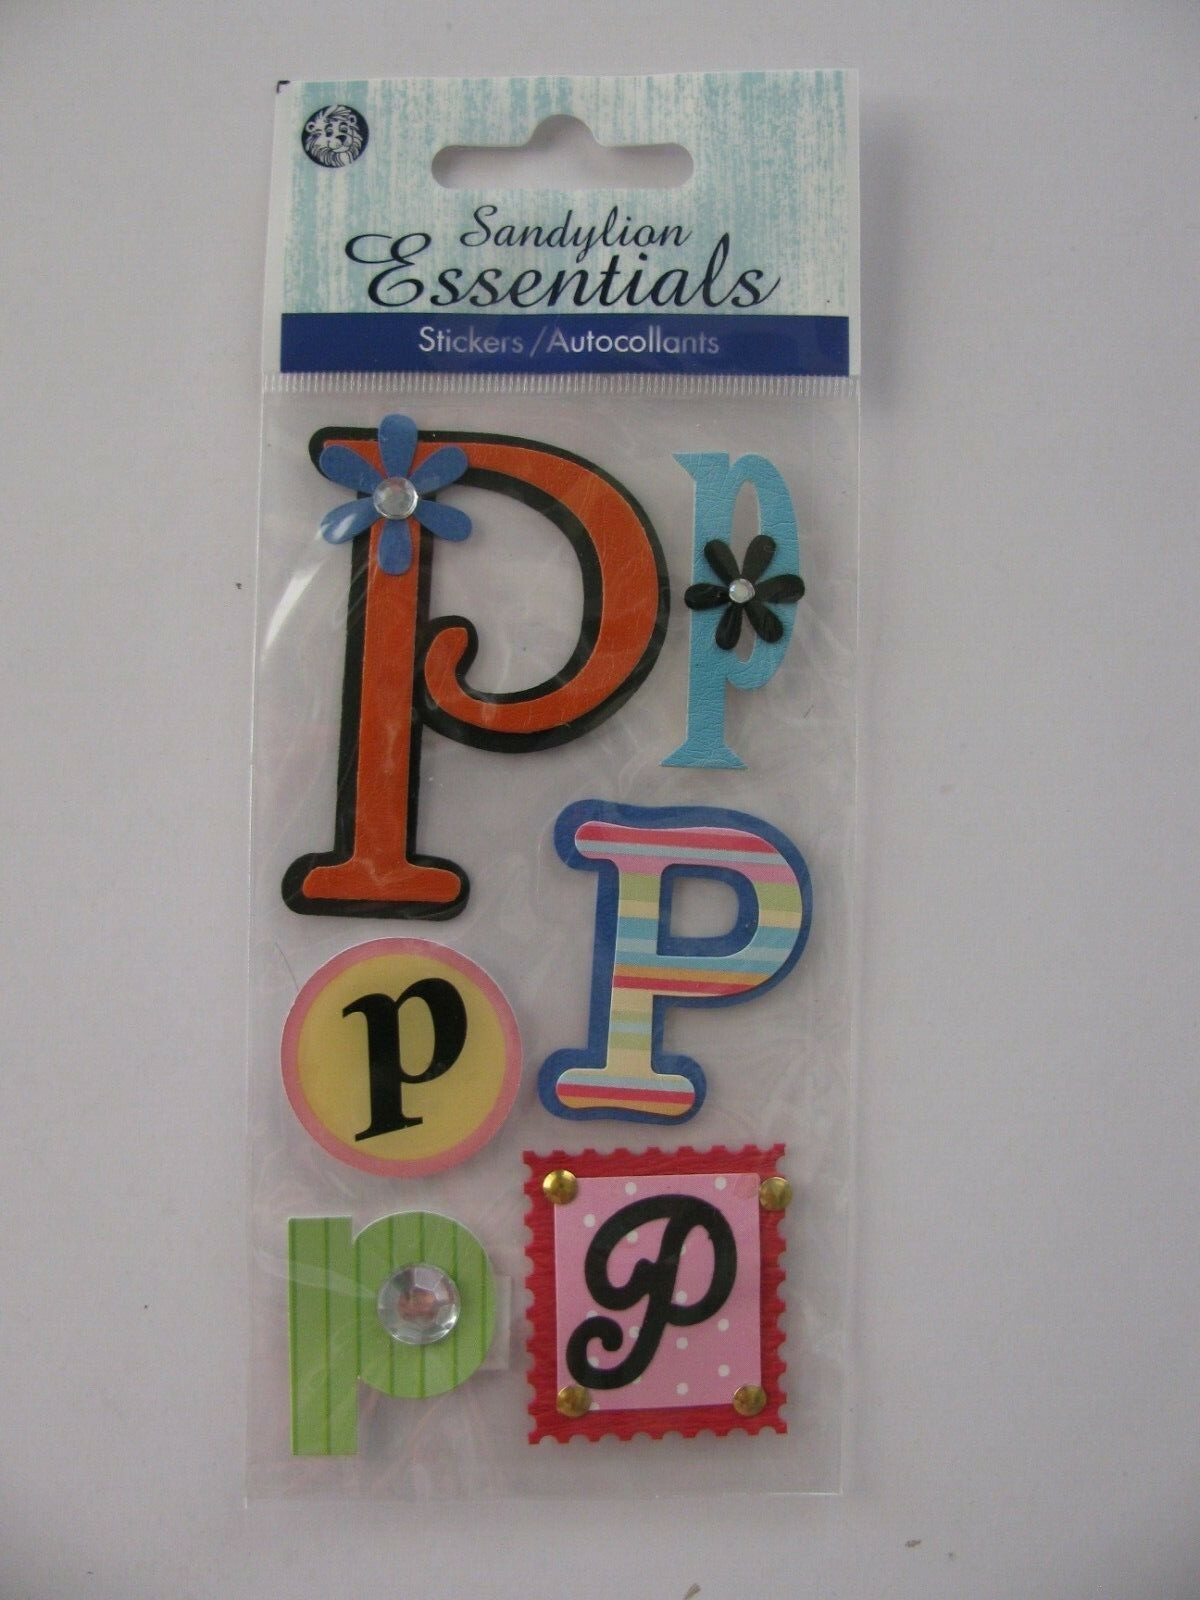 Sandylion
Essentials
Stickers/Autocollants
P p
P
p
p P